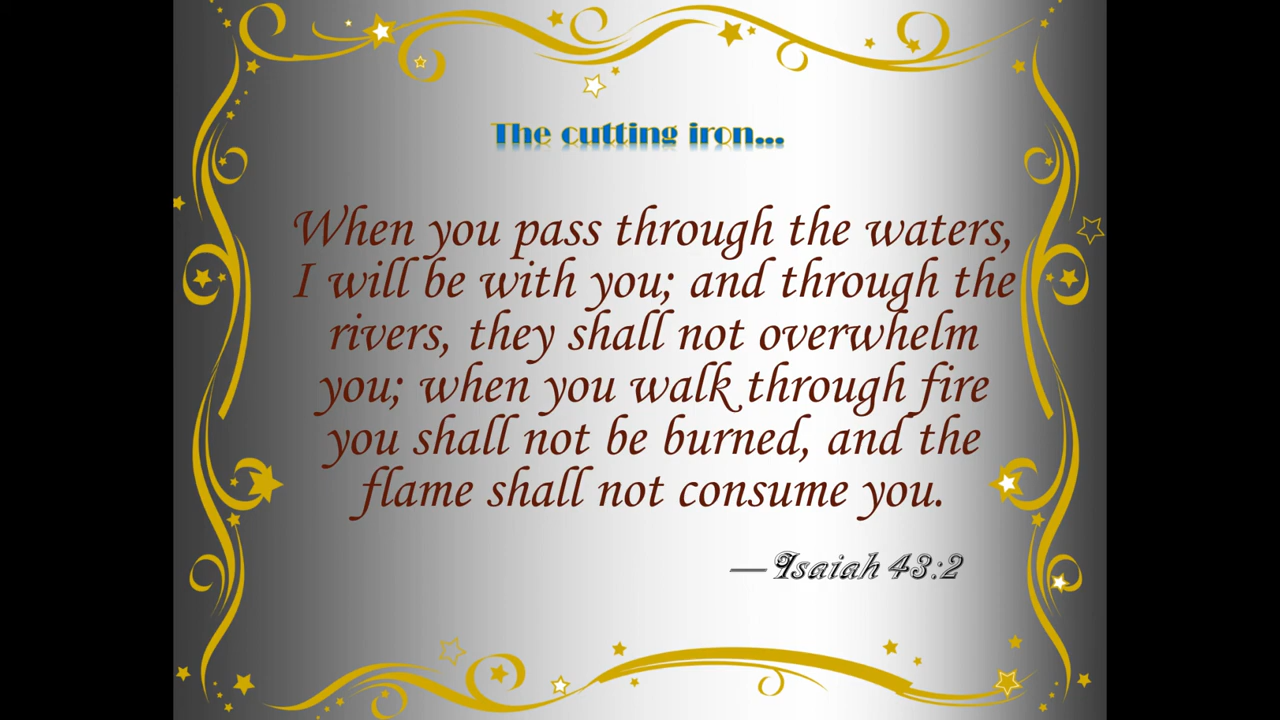 The cutting iron...
When you pass through the waters,
I will be with you; and through the
rivers, they shall not overwhelm
you; when you walk through fire
you shall not be burned, and the
flame shall not consume you.
—Isaiah 43:2